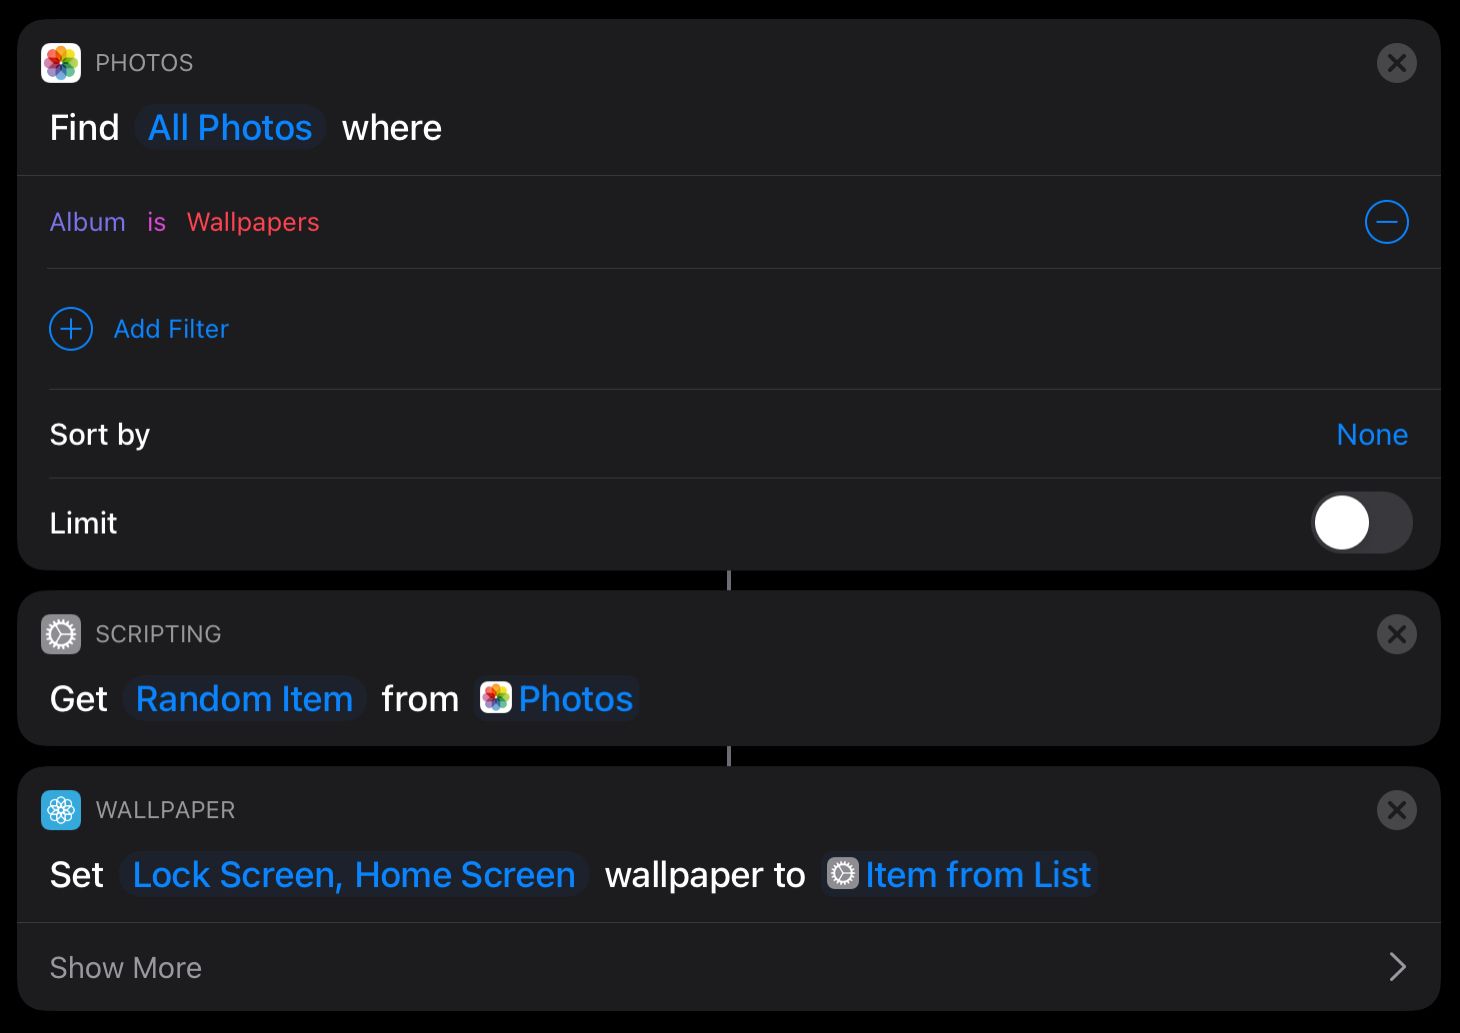 PHOTOS
Find All Photos where
Album is Wallpapers
Add Filter
Sort by None
Limit
SCRIPTING
Get Random Item from Photos
WALLPAPER
Set Lock Screen, Home Screen wallpaper to Item from List
Show More